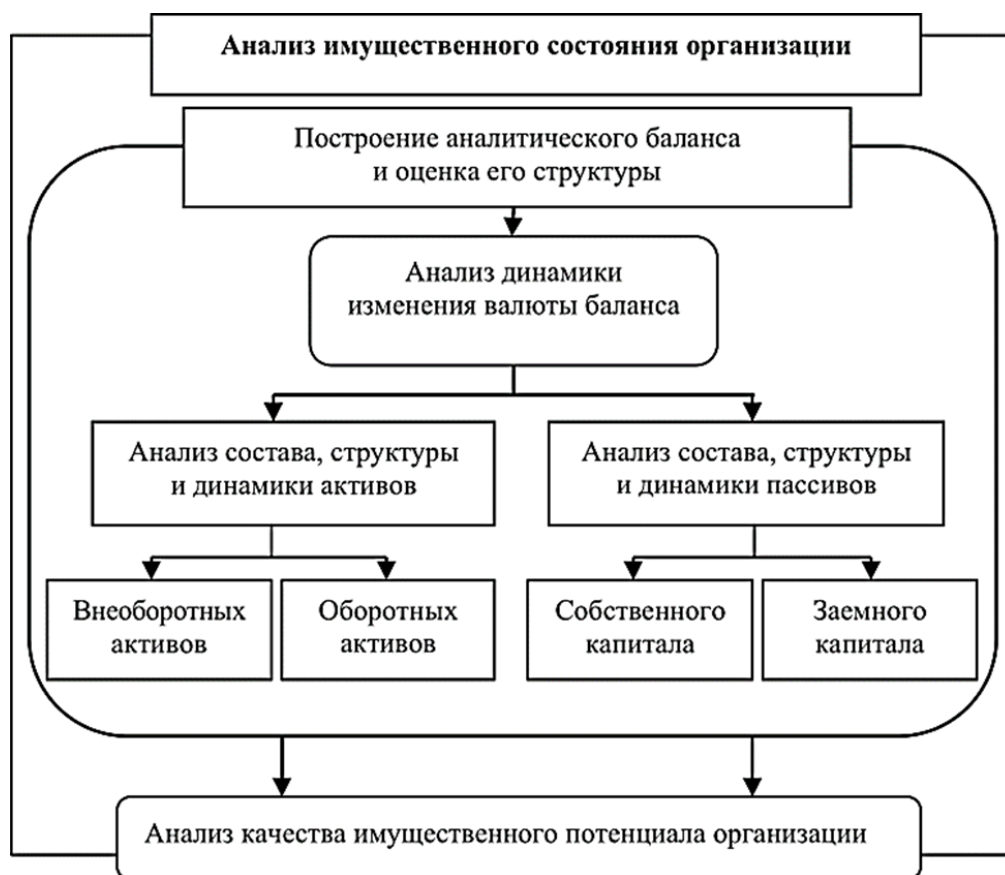 Анализ имущественного состояния организации
Построение аналитического баланса
и оценка его структуры
Анализ динамики
изменения валюты баланса
Анализ состава, структуры
и динамики активов
Анализ состава, структуры
и динамики пассивов
Внеоборотных
активов
Оборотных
активов
Собственного
капитала
Заемного
капитала
Анализ качества имущественного потенциала организации